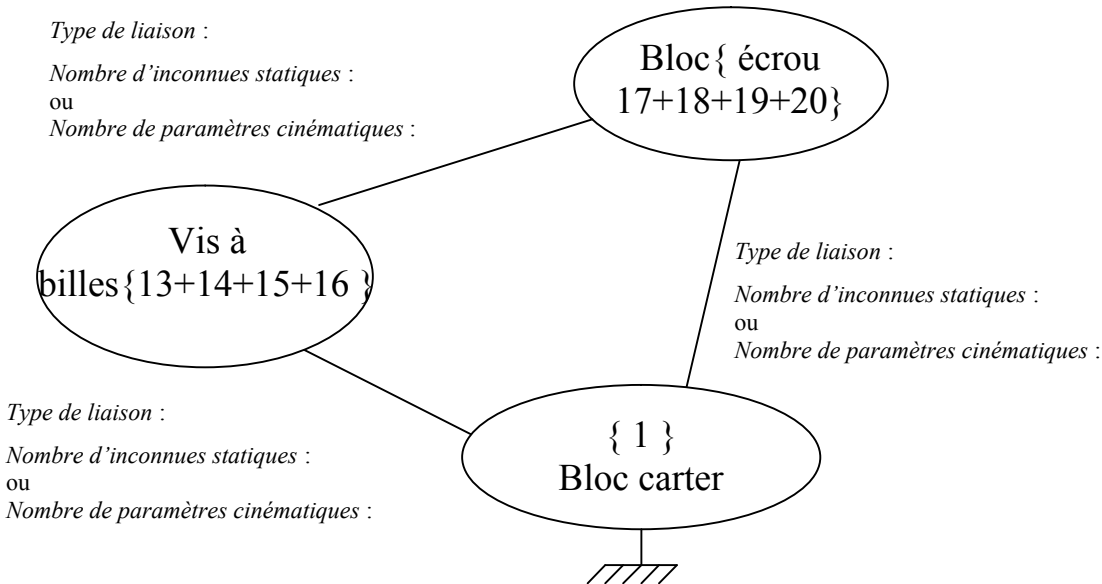 Type de liaison :
Nombre d’inconnues statiques :
ou
Nombre de paramètres cinématiques :
Bloc{ écrou
17+18+19+20}
Vis à
billes{13+14+15+16 }
Type de liaison :
Nombre d’inconnues statiques :
ou
Nombre de paramètres cinématiques :
Type de liaison :
Nombre d’inconnues statiques :
ou
Nombre de paramètres cinématiques :
{ 1 }
Bloc carter